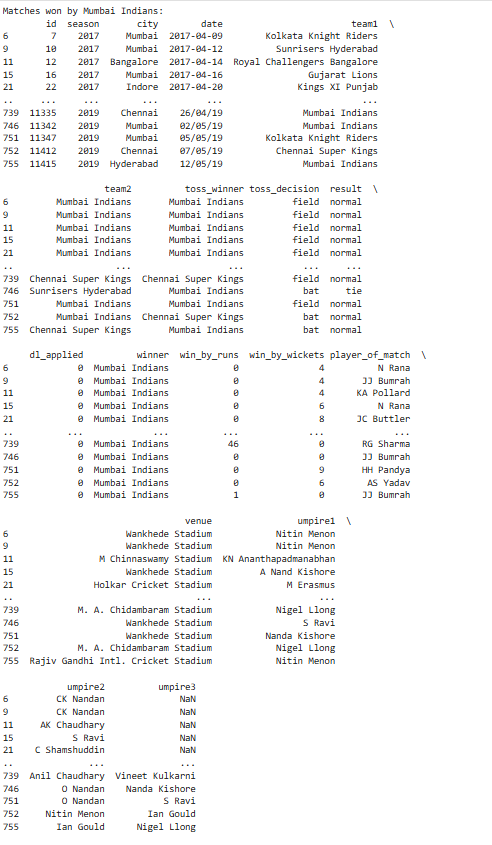 Matches won by Mumbai Indians:
id season city date team1 \
6 7 2017 Mumbai 2017-04-09 Kolkata Knight Riders
9 10 2017 Mumbai 2017-04-12 Sunrisers Hyderabad
11 12 2017 Bangalore 2017-04-14 Royal Challengers Bangalore
15 16 2017 Mumbai 2017-04-16 Gujarat Lions
21 22 2017 Indore 2017-04-20 Kings XI Punjab
.. ... ... ... ... ...
739 11335 2019 Chennai 26/04/19 Mumbai Indians
746 11342 2019 Mumbai 02/05/19 Mumbai Indians
751 11347 2019 Mumbai 05/05/19 Kolkata Knight Riders
752 11412 2019 Chennai 07/05/19 Chennai Super Kings
755 11415 2019 Hyderabad 12/05/19 Mumbai Indians
team2 toss_winner toss_decision result \
6 Mumbai Indians Mumbai Indians field normal
9 Mumbai Indians Mumbai Indians field normal
11 Mumbai Indians Mumbai Indians field normal
15 Mumbai Indians Mumbai Indians field normal
21 Mumbai Indians Mumbai Indians field normal
.. ... ... ... ...
739 Chennai Super Kings Chennai Super Kings field normal
746 Sunrisers Hyderabad Mumbai Indians bat tie
751 Mumbai Indians Mumbai Indians field normal
752 Mumbai Indians Chennai Super Kings bat normal
755 Chennai Super Kings Mumbai Indians bat normal
dl_applied winner win_by_runs win_by_wickets player_of_match \
6 0 Mumbai Indians 0 4 N Rana
9 0 Mumbai Indians 0 4 JJ Bumrah
11 0 Mumbai Indians 0 4 KA Pollard
15 0 Mumbai Indians 0 6 N Rana
21 0 Mumbai Indians 0 8 JC Buttler
.. ... ... ... ... ...
739 0 Mumbai Indians 46 0 RG Sharma
746 0 Mumbai Indians 0 0 JJ Bumrah
751 0 Mumbai Indians 0 9 HH Pandya
752 0 Mumbai Indians 0 6 AS Yadav
755 0 Mumbai Indians 1 0 JJ Bumrah
venue umpire1 \
6 Wankhede Stadium Nitin Menon
9 Wankhede Stadium Nitin Menon
11 M Chinnaswamy Stadium KN Ananthapadmanabhan
15 Wankhede Stadium A Nand Kishore
21 Holkar Cricket Stadium M Erasmus
.. ... ...
739 M. A. Chidambaram Stadium Nigel Llong
746 Wankhede Stadium S Ravi
751 Wankhede Stadium Nanda Kishore
752 M. A. Chidambaram Stadium Nigel Llong
755 Rajiv Gandhi Intl. Cricket Stadium Nitin Menon
umpire2 umpire3
6 CK Nandan NaN
9 CK Nandan NaN
11 AK Chaudhary NaN
15 S Ravi NaN
21 C Shamshuddin NaN
.. ... ...
739 Anil Chaudhary Vineet Kulkarni
746 O Nandan Nanda Kishore
751 O Nandan S Ravi
752 Nitin Menon Ian Gould
755 Ian Gould Nigel Llong